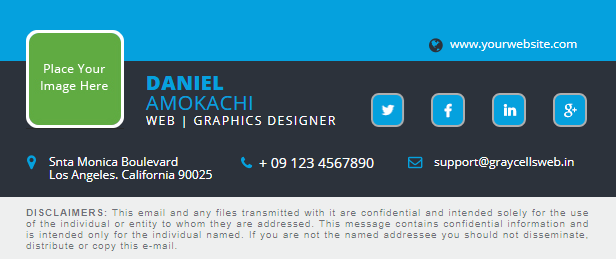 www.yourwebsite.com
Place Your
Image Here
DANIEL
AMOKACHI
WEB | GRAPHICS DESIGNER
f
in
g+
Snta Monica Boulevard
Los Angeles. California 90025
+ 09 123 4567890
support@graycellsweb.in
DISCLAIMERS: This email and any files transmitted with it are confidential and intended solely for the use
of the individual or entity to whom they are addressed. This message contains confidential information and
is intended only for the individual named. If you are not the named addressee you should not disseminate,
distribute or copy this e-mail.